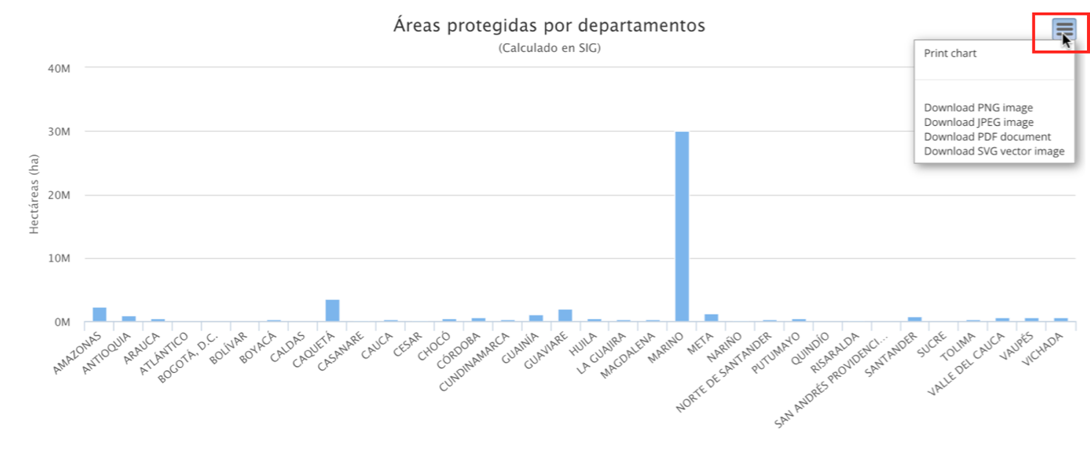 Áreas protegidas por departamentos
(Calculado en SIG)
Print chart
Download PNG image
Download JPEG image
Download PDF document
Download SVG vector image
Hectáreas (ha)
40M
30M
20M
10M
0M
AMAZONAS
ANTIOQUIA
ARAUCA
ATLÁNTICO
BOGOTÁ, D.C.
BOLÍVAR
BOYACÁ
CALDAS
CAQUETÁ
CASANARE
CAUCA
CESAR
CHOCÓ
CÓRDOBA
CUNDINAMARCA
GUAINÍA
GUAVIARE
HUILA
LA GUAJIRA
MAGDALENA
MARINO
META
NARIÑO
NORTE DE SANTANDER
PUTUMAYO
QUINDÍO
RISARALDA
SAN ANDRÉS PROVIDENCI...
SANTANDER
SUCRE
TOLIMA
VALLE DEL CAUCA
VAUPÉS
VICHADA